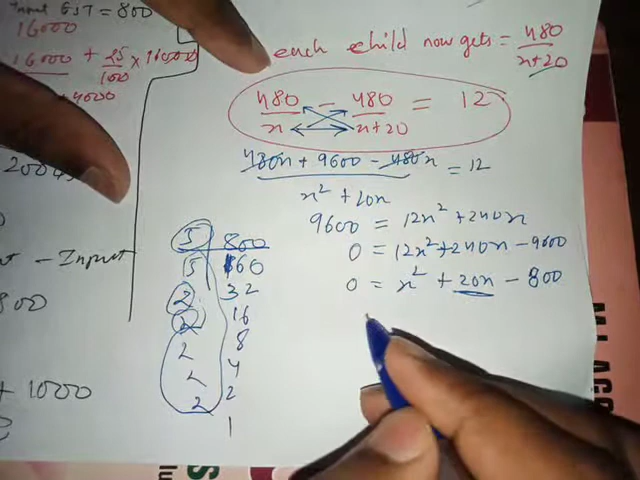 Input GST = 800
16000
16000 + 25/100 × 16000
+ 4000
2004
- Input
800
+ 1000
each child now gets = 480/x+20
480/x - 480/x+20 = 12
480x + 9600 - 480x / x² + 20x = 12
9600 = 12x² + 240x
0 = 12x² + 240x - 9600
0 = x² + 20x - 800
5 800
5 160
2 32
2 16
2 8
2 4
2 2
1